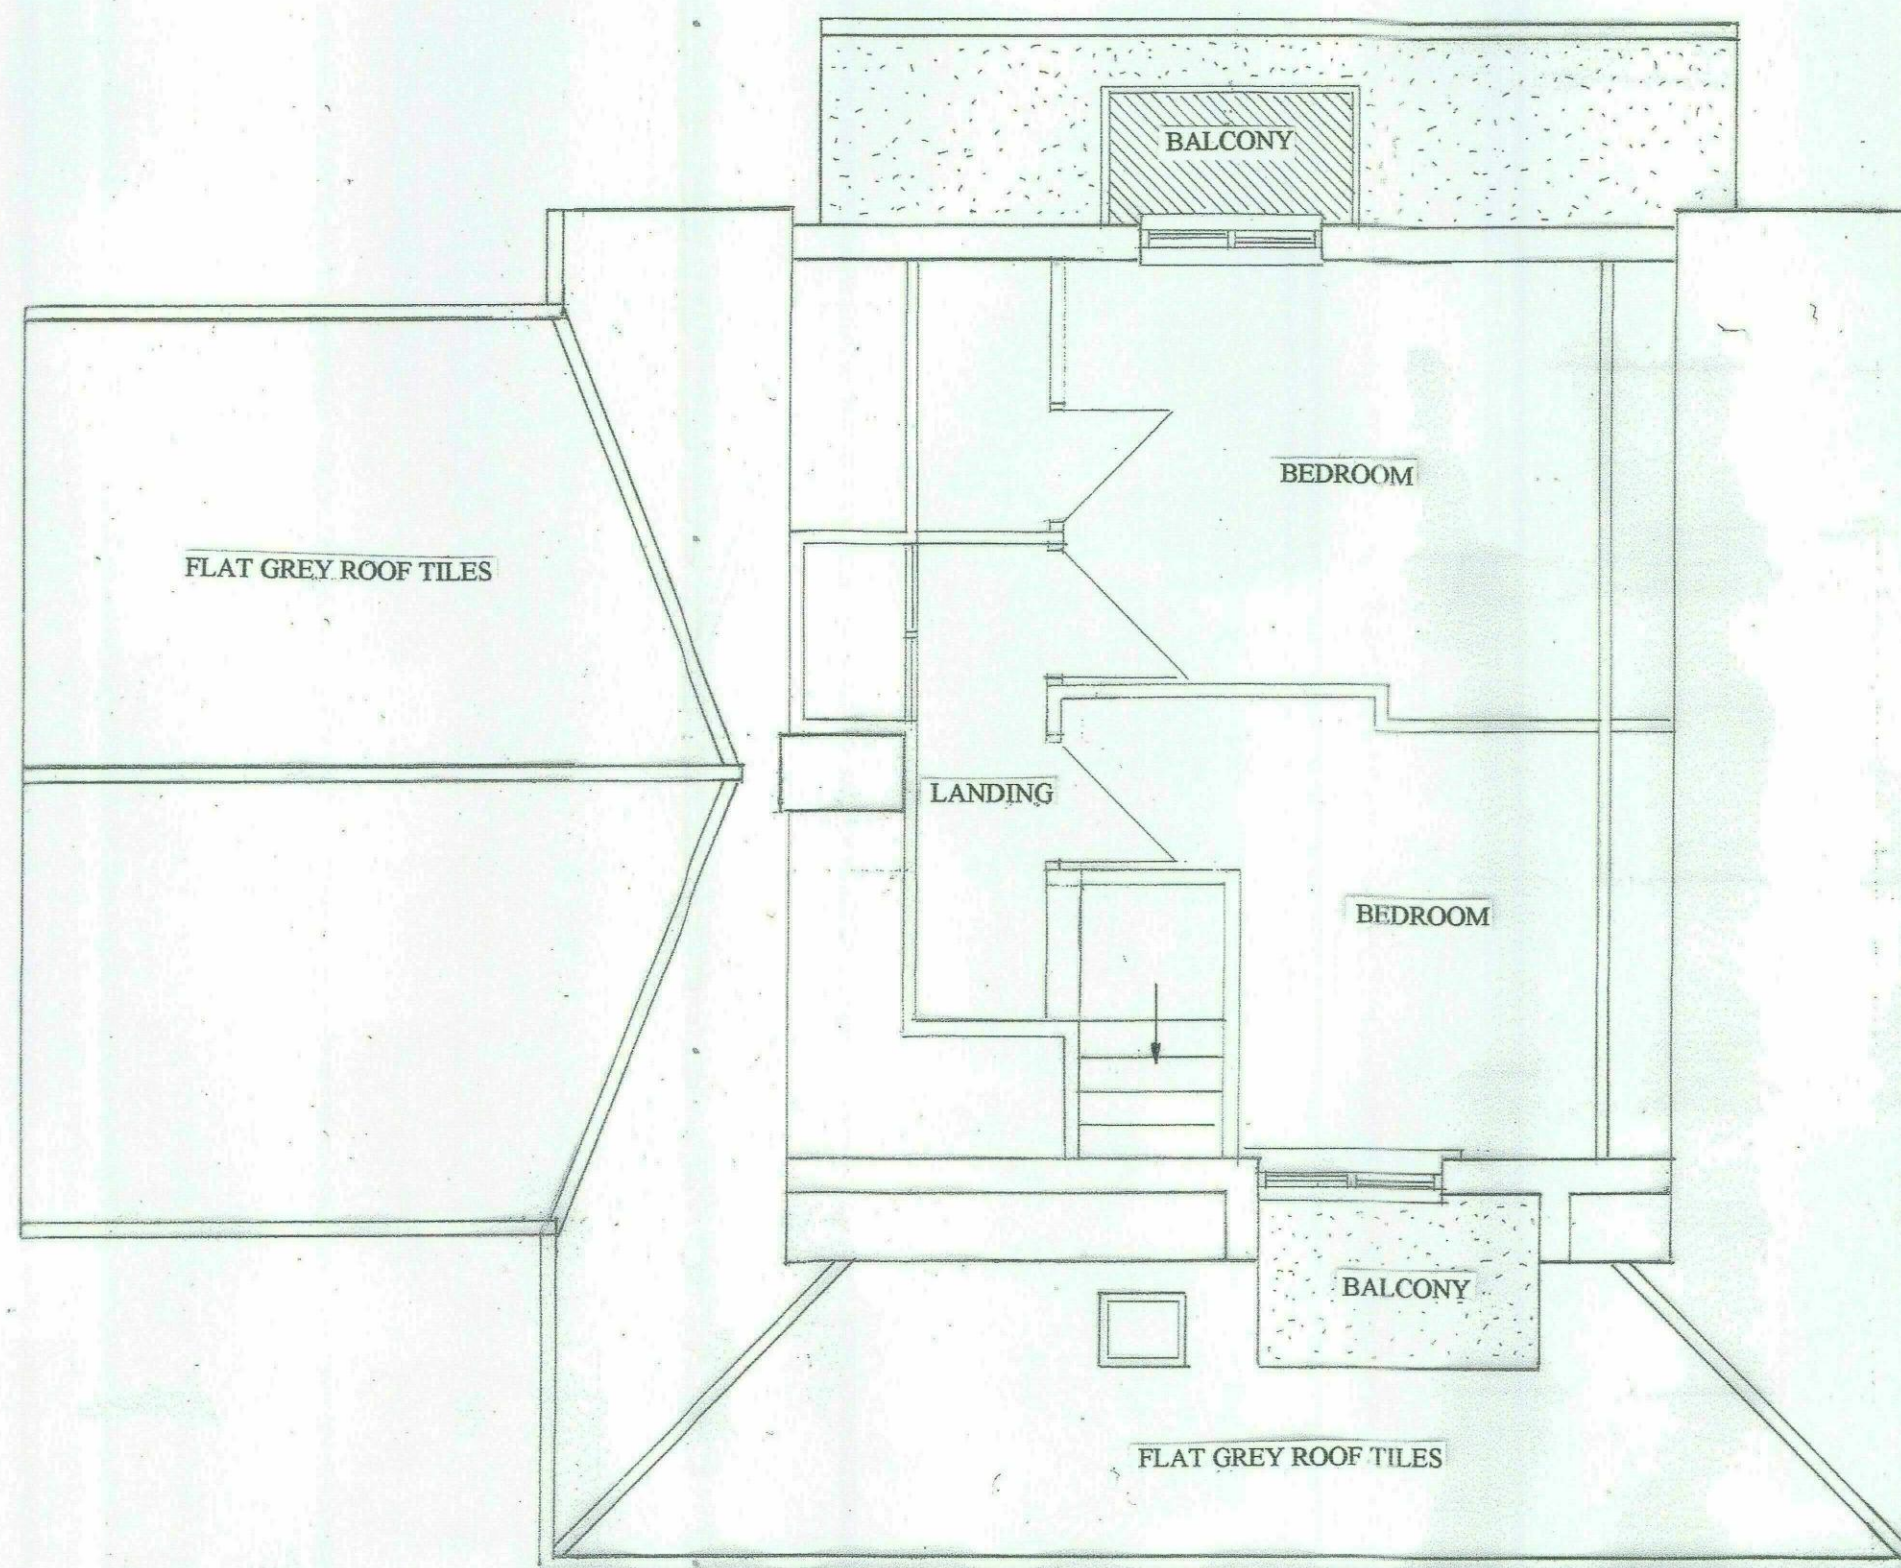 BALCONY
BEDROOM
FLAT GREY ROOF TILES
LANDING
BEDROOM
BALCONY
FLAT GREY ROOF TILES